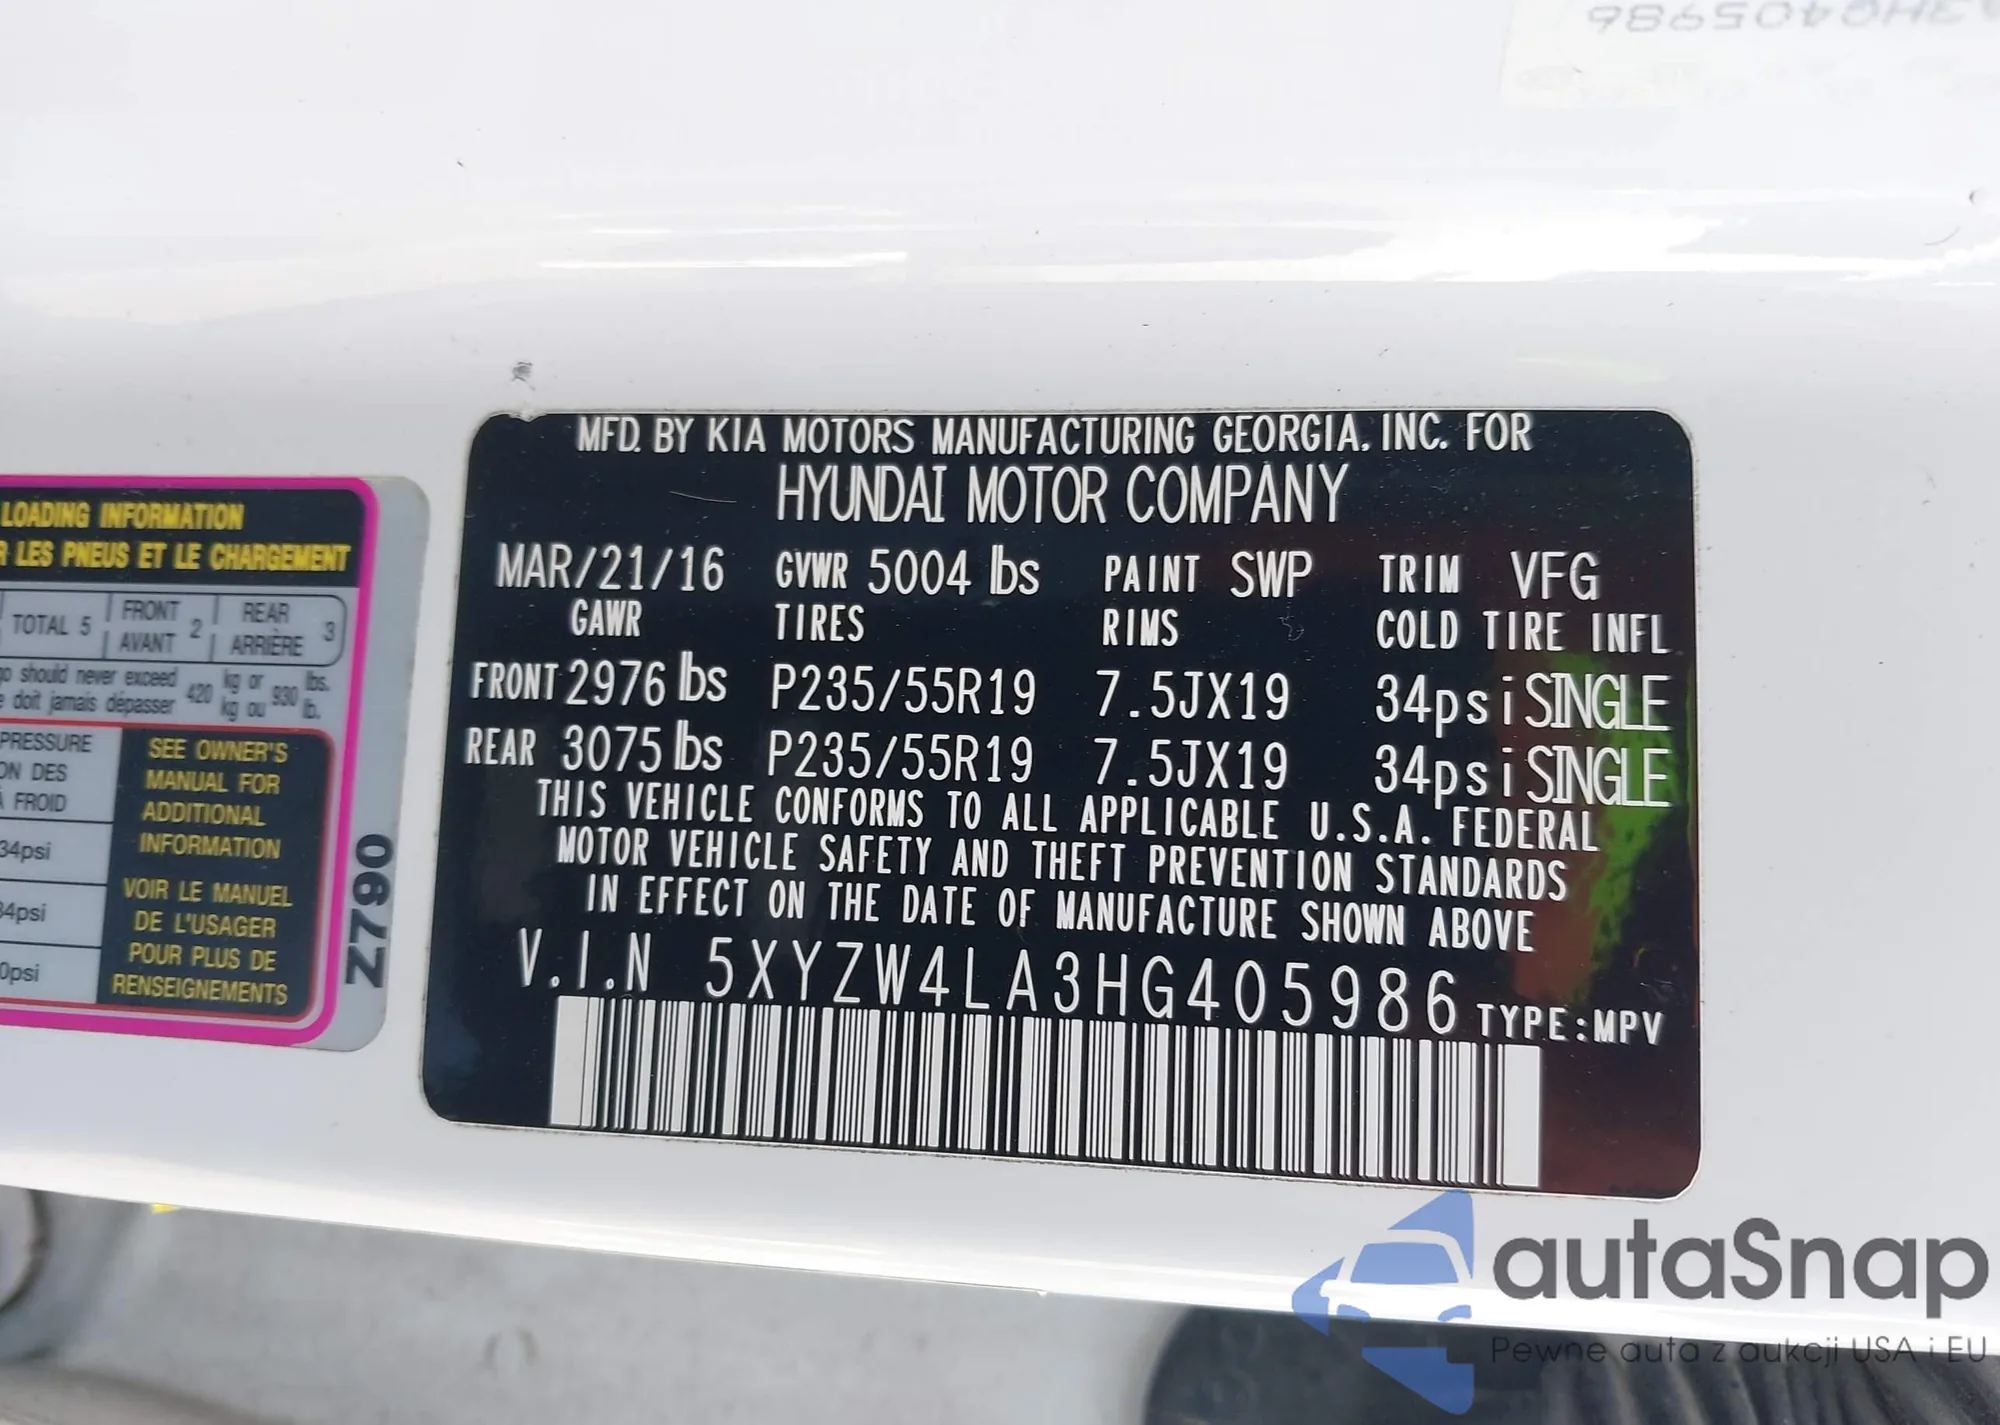 A3HG405986
MFD. BY KIA MOTORS MANUFACTURING GEORGIA. INC. FOR
HYUNDAI MOTOR COMPANY
MAR/21/16 GVWR 5004 lbs PAINT SWP TRIM VFG
GAWR TIRES RIMS COLD TIRE INFL
FRONT 2976 lbs P235/55R19 7.5JX19 34psi SINGLE
REAR 3075 lbs P235/55R19 7.5JX19 34psi SINGLE
THIS VEHICLE CONFORMS TO ALL APPLICABLE U.S.A. FEDERAL
MOTOR VEHICLE SAFETY AND THEFT PREVENTION STANDARDS
IN EFFECT ON THE DATE OF MANUFACTURE SHOWN ABOVE
V.I.N 5XYZW4LA3HG405986 TYPE:MPV
LOADING INFORMATION
LES PNEUS ET LE CHARGEMENT
TOTAL 5 FRONT AVANT 2 REAR ARRIÈRE 3
should never exceed 420 kg or 930 lbs.
doit jamais dépasser kg ou lb.
PRESSURE
DES
À FROID
34psi
34psi
0psi
SEE OWNER'S
MANUAL FOR
ADDITIONAL
INFORMATION
VOIR LE MANUEL
DE L'USAGER
POUR PLUS DE
RENSEIGNEMENTS
Z790
autaSnap
Pewne auta z aukcji USA i EU